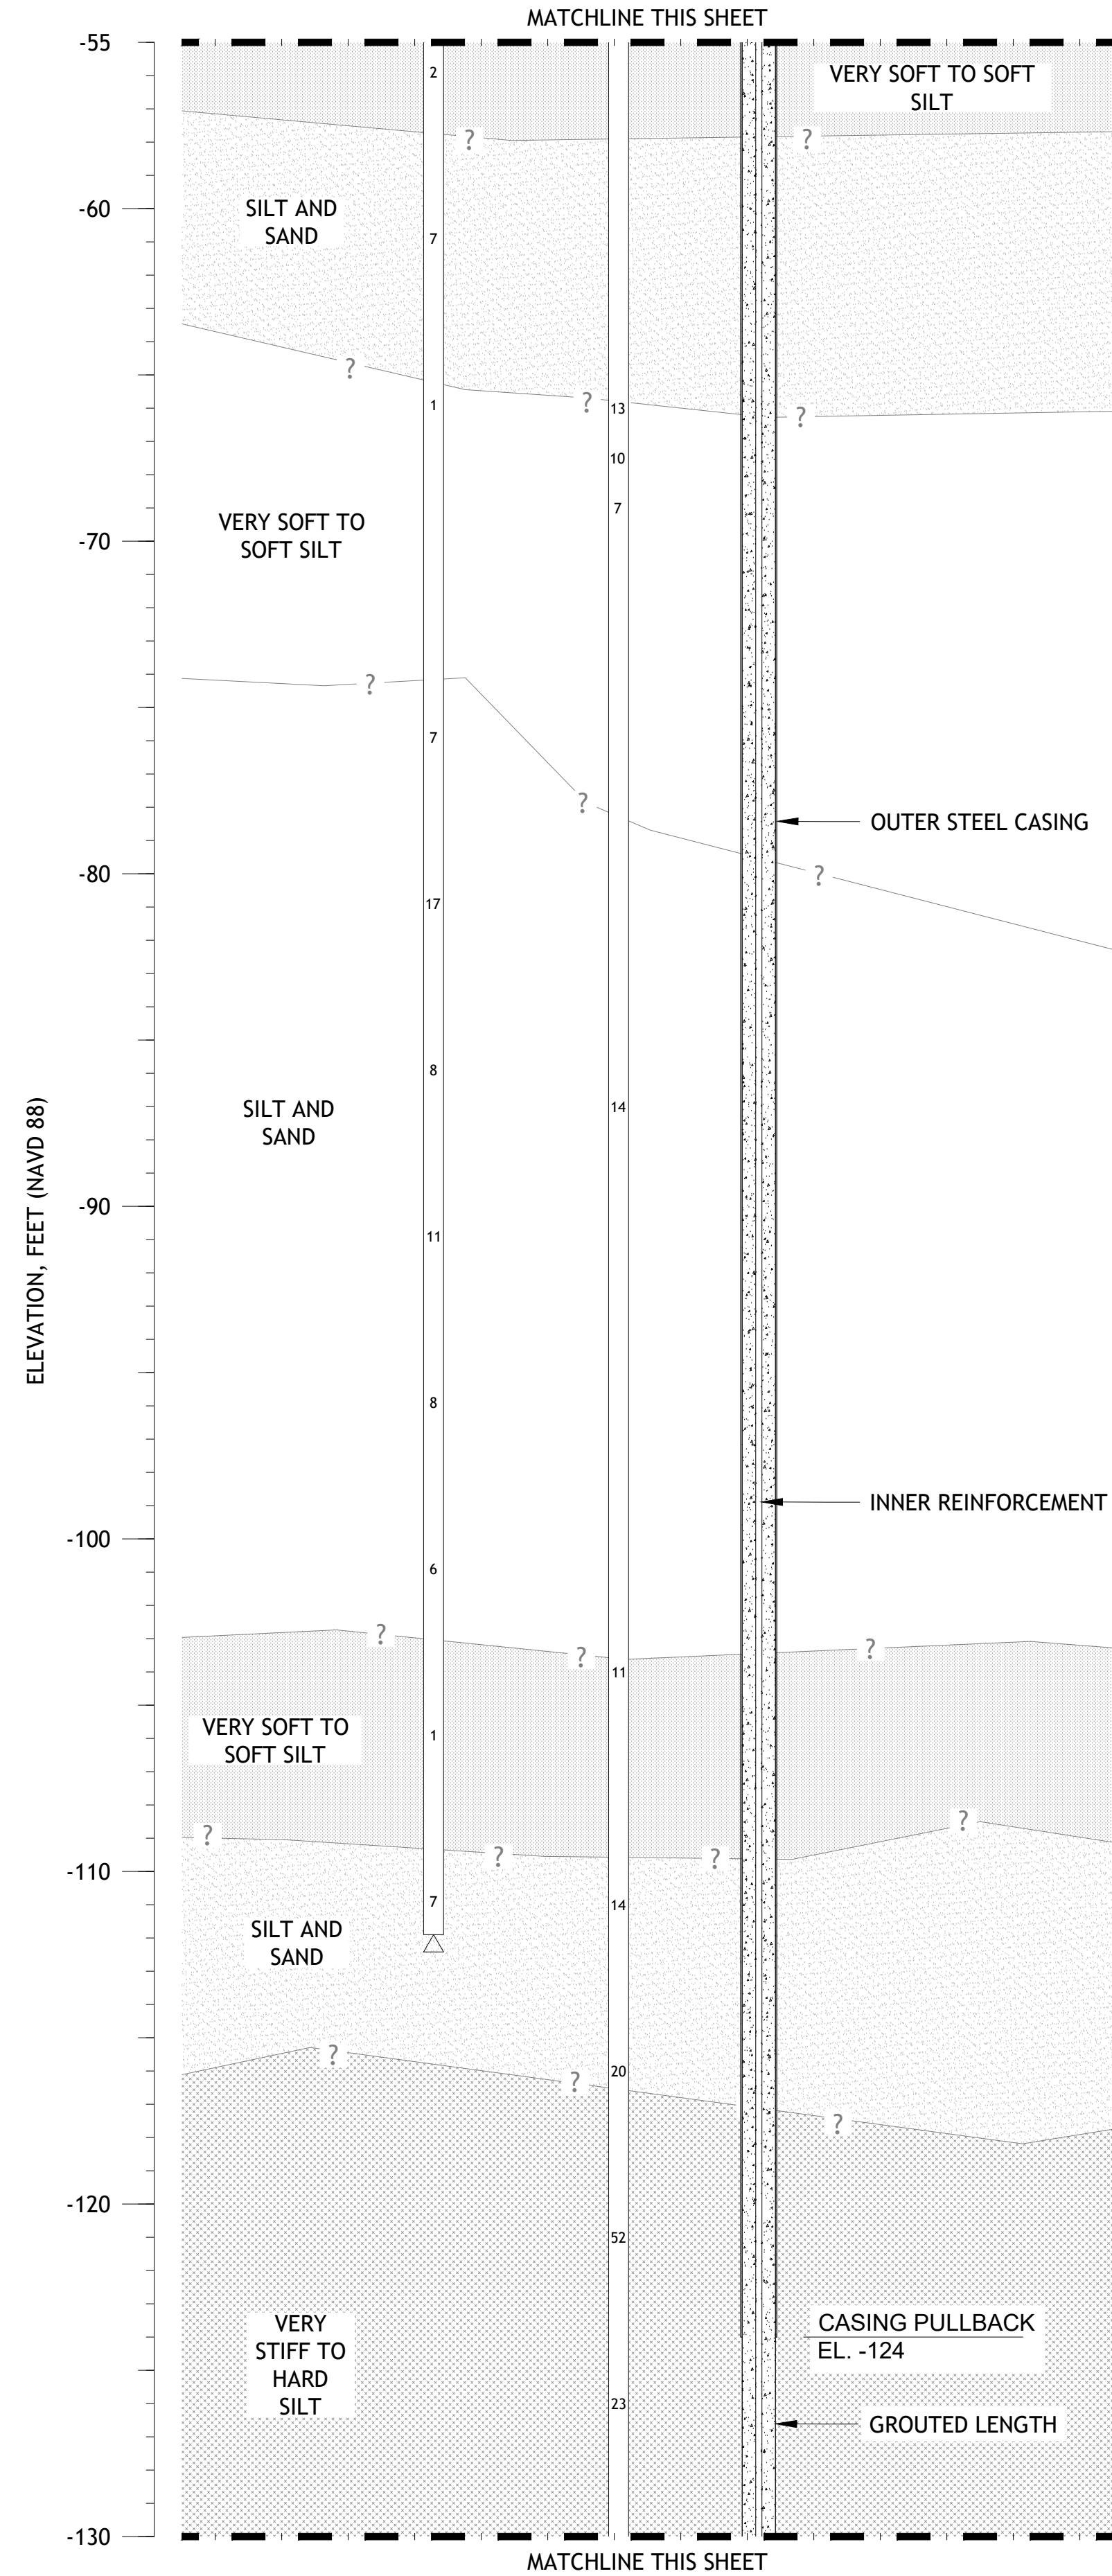 MATCHLINE THIS SHEET
-55
2
VERY SOFT TO SOFT
SILT
?
?
-60
SILT AND
SAND
7
?
1
?
13
?
10
7
VERY SOFT TO
SOFT SILT
-70
?
7
?
OUTER STEEL CASING
-80
?
17
8
SILT AND
SAND
14
ELEVATION, FEET (NAVD 88)
-90
11
8
INNER REINFORCEMENT
-100
6
?
?
?
11
VERY SOFT TO
SOFT SILT
1
?
?
?
?
-110
7
14
SILT AND
SAND
?
20
?
?
-120
52
VERY
STIFF TO
HARD
SILT
CASING PULLBACK
EL. -124
23
GROUTED LENGTH
-130
MATCHLINE THIS SHEET